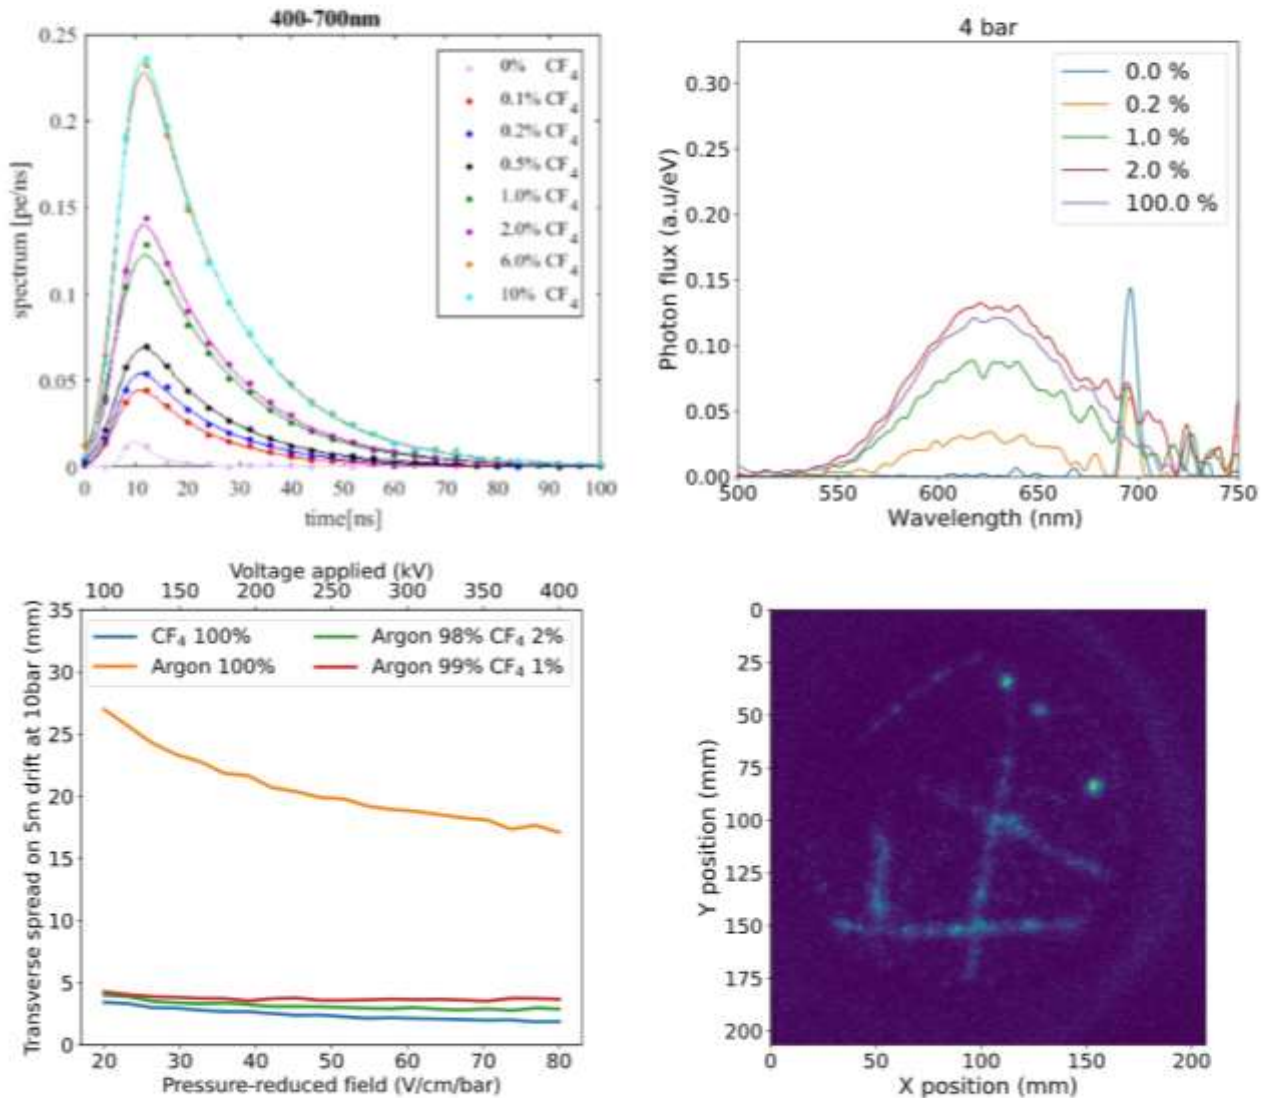 400-700nm
spectrum [pe/ns]
0.25
0.2
0.15
0.1
0.05
0
0% CF4
0.1% CF4
0.2% CF4
0.5% CF4
1.0% CF4
2.0% CF4
6.0% CF4
10% CF4
0 10 20 30 40 50 60 70 80 90 100
time[ns]
4 bar
Photon flux (a.u/eV)
0.30
0.25
0.20
0.15
0.10
0.05
0.00
0.0 %
0.2 %
1.0 %
2.0 %
100.0 %
500 550 600 650 700 750
Wavelength (nm)
Voltage applied (kV)
100 150 200 250 300 350 400
Transverse spread on 5m drift at 10bar (mm)
35
30
25
20
15
10
5
0
CF₄ 100% Argon 98% CF₄ 2%
Argon 100% Argon 99% CF₄ 1%
20 30 40 50 60 70 80
Pressure-reduced field (V/cm/bar)
Y position (mm)
0
25
50
75
100
125
150
175
200
0 50 100 150 200
X position (mm)